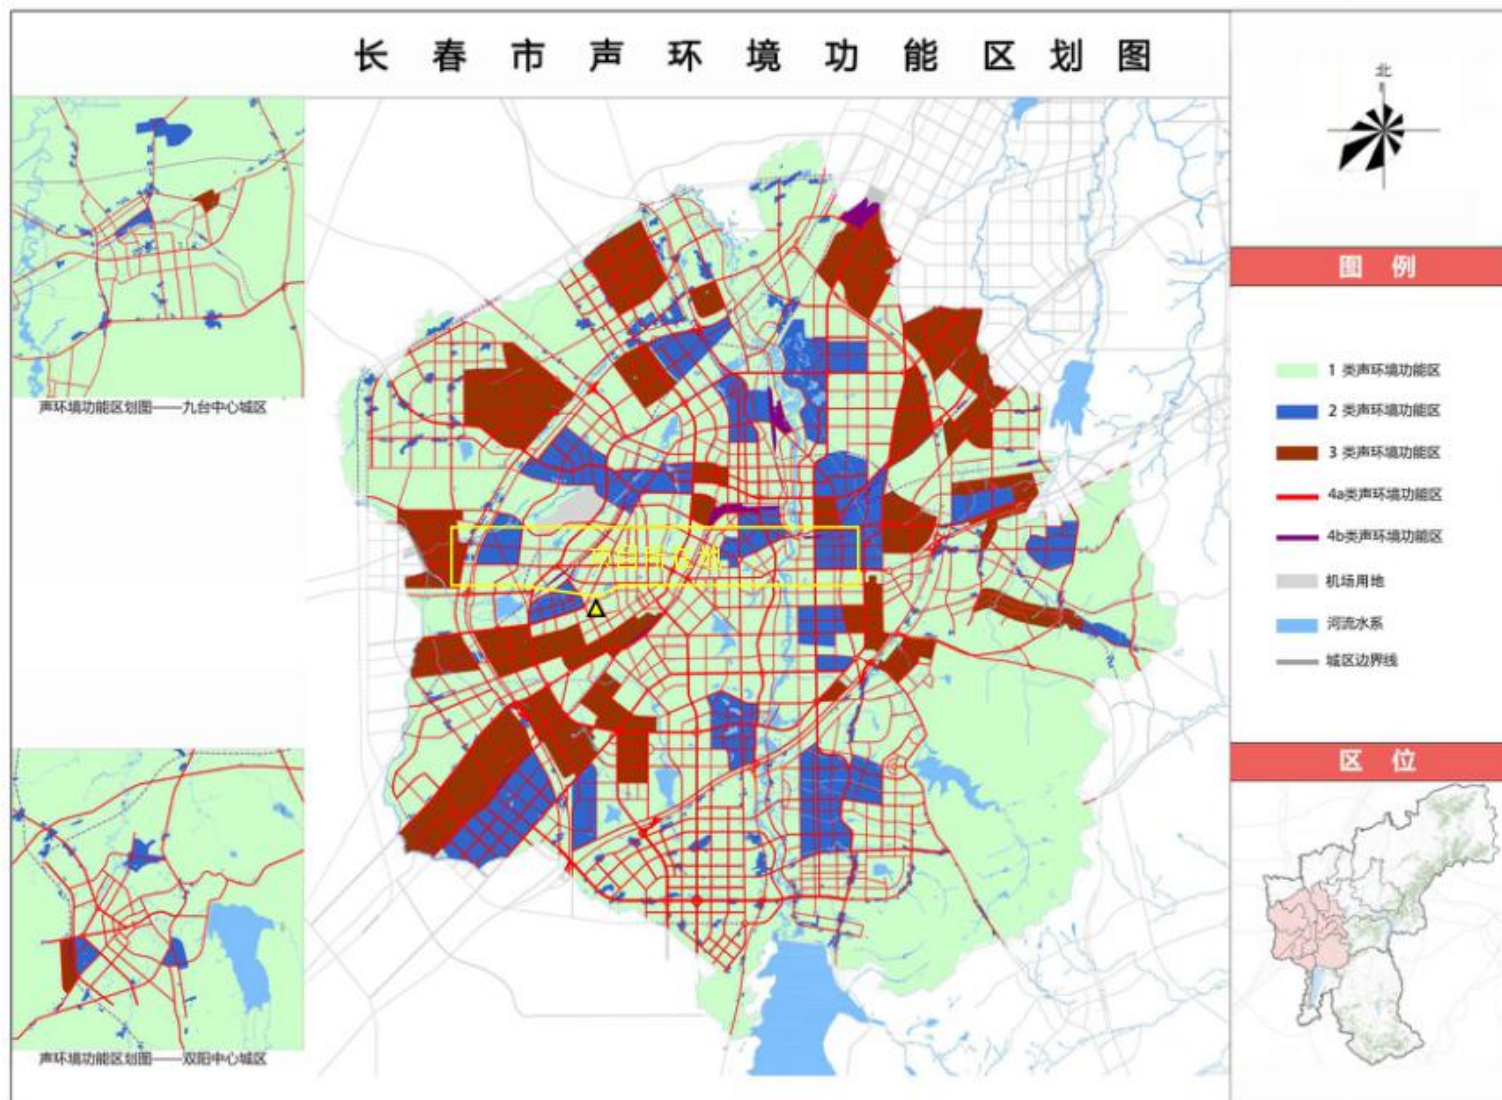 长春市声环境功能区划图
北
声环境功能区划图——九台中心城区
图例
1 类声环境功能区
2 类声环境功能区
3 类声环境功能区
4a类声环境功能区
4b类声环境功能区
机场用地
河流水系
城区边界线
项目所在地
区位
声环境功能区划图——双阳中心城区